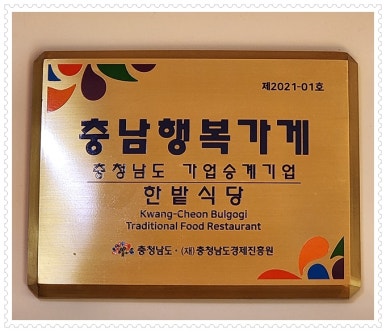 제2021-01호
충남행복가게
충청남도 가업승계기업
한밭식당
Kwang-Cheon Bulgogi
Traditional Food Restaurant
충청남도 · (재)충청남도경제진흥원